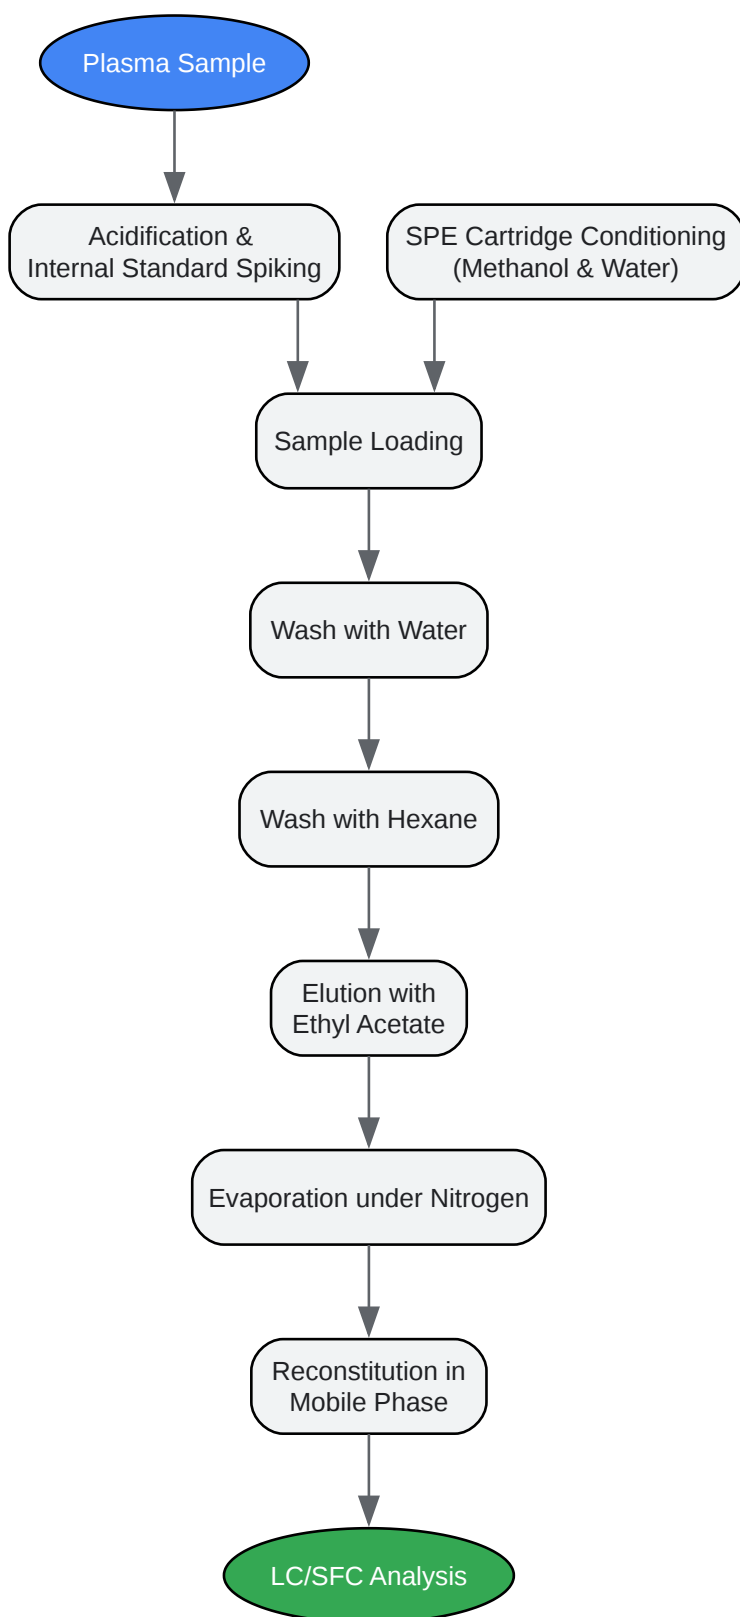 Plasma Sample
Acidification &
Internal Standard Spiking
SPE Cartridge Conditioning
(Methanol & Water)
Sample Loading
Wash with Water
Wash with Hexane
Elution with
Ethyl Acetate
Evaporation under Nitrogen
Reconstitution in
Mobile Phase
LC/SFC Analysis